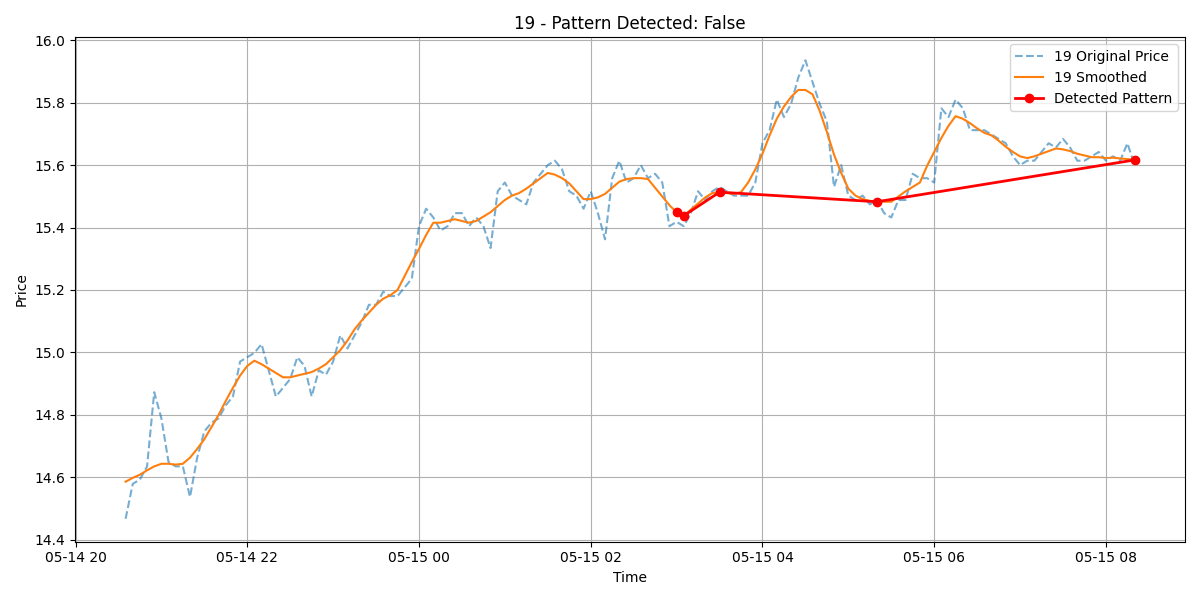 19 - Pattern Detected: False
16.0
15.8
15.6
15.4
15.2
15.0
14.8
14.6
14.4
Price
19 Original Price
19 Smoothed
Detected Pattern
05-14 20
05-14 22
05-15 00
05-15 02
05-15 04
05-15 06
05-15 08
Time